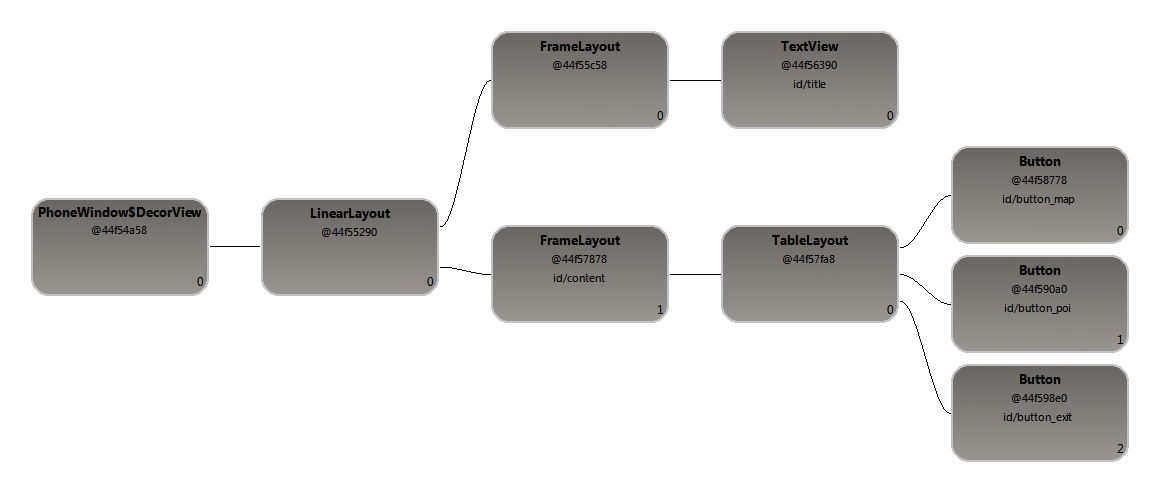 FrameLayout
@44f55c58
0
TextView
@44f56390
id/title
0
PhoneWindow$DecorView
@44f54a58
0
LinearLayout
@44f55290
0
FrameLayout
@44f57878
id/content
1
TableLayout
@44f57fa8
0
Button
@44f58778
id/button_map
0
Button
@44f590a0
id/button_poi
1
Button
@44f598e0
id/button_exit
2